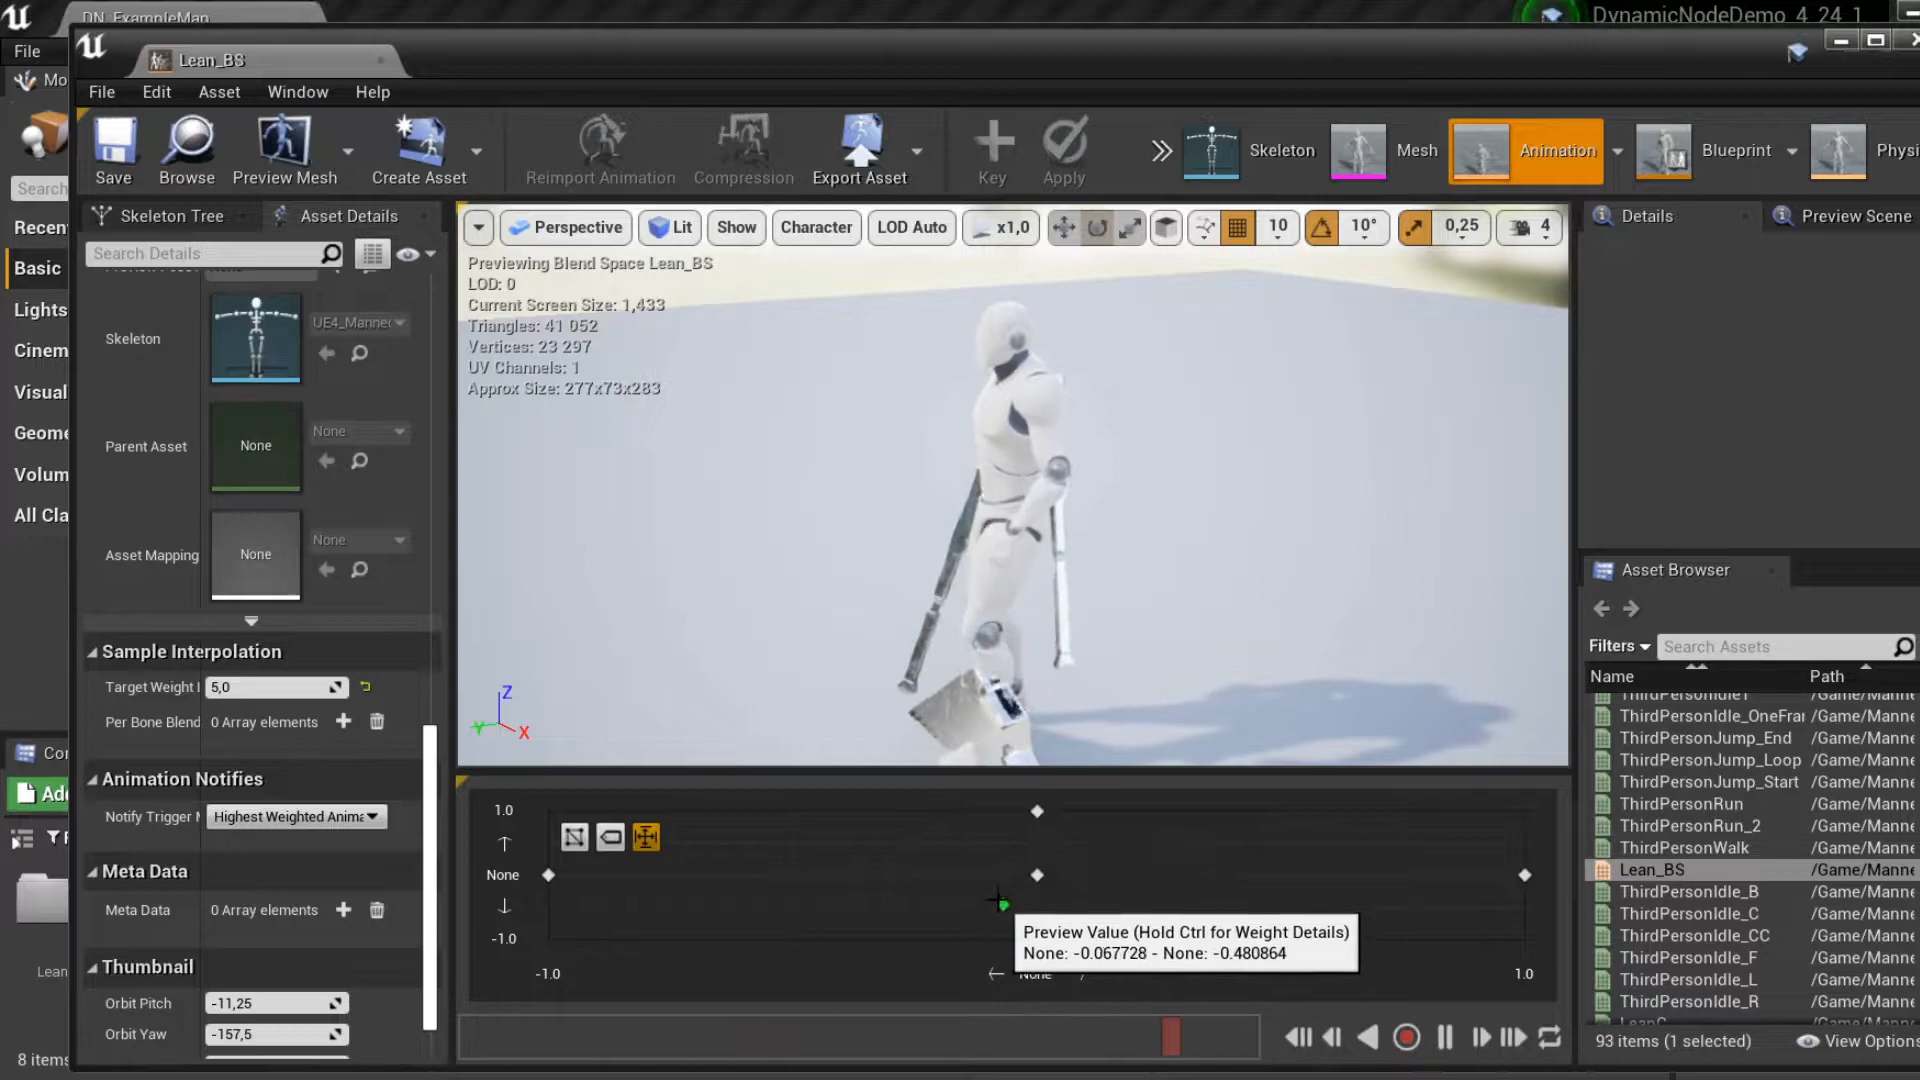 DN_ExampleMap
DynamicNodeDemo_4_24_1
File
Lean_BS
Mo
File Edit Asset Window Help
Save
Browse
Preview Mesh
Create Asset
Reimport Animation
Compression
Export Asset
Key
Apply
Skeleton
Mesh
Animation
Blueprint
Physi
Search
Recen
Basic
Lights
Cinem
Visual
Geome
Volum
All Cla
Skeleton Tree
Asset Details
Search Details
Skeleton
UE4_Mannec
Parent Asset
None
None
Asset Mapping
None
None
Sample Interpolation
Target Weight I
5,0
Per Bone Blend
0 Array elements
Animation Notifies
Notify Trigger M
Highest Weighted Anima
Meta Data
Meta Data
0 Array elements
Thumbnail
Orbit Pitch
-11,25
Orbit Yaw
-157,5
Co
Add
Lean
8 items
Perspective
Lit
Show
Character
LOD Auto
x1,0
10
10°
0,25
4
Previewing Blend Space Lean_BS
LOD: 0
Current Screen Size: 1,433
Triangles: 41 052
Vertices: 23 297
UV Channels: 1
Approx Size: 277x73x283
Z
Y
X
1.0
None
-1.0
-1.0
None
1.0
Preview Value (Hold Ctrl for Weight Details)
None: -0.067728 - None: -0.480864
Details
Preview Scene
Asset Browser
Filters
Search Assets
Name Path
ThirdPersonIdle1 /Game/Manne
ThirdPersonIdle_OneFran /Game/Manne
ThirdPersonJump_End /Game/Manne
ThirdPersonJump_Loop /Game/Manne
ThirdPersonJump_Start /Game/Manne
ThirdPersonRun /Game/Manne
ThirdPersonRun_2 /Game/Manne
ThirdPersonWalk /Game/Manne
Lean_BS /Game/Manne
ThirdPersonIdle_B /Game/Manne
ThirdPersonIdle_C /Game/Manne
ThirdPersonIdle_CC /Game/Manne
ThirdPersonIdle_F /Game/Manne
ThirdPersonIdle_L /Game/Manne
ThirdPersonIdle_R /Game/Manne
93 items (1 selected)
View Options